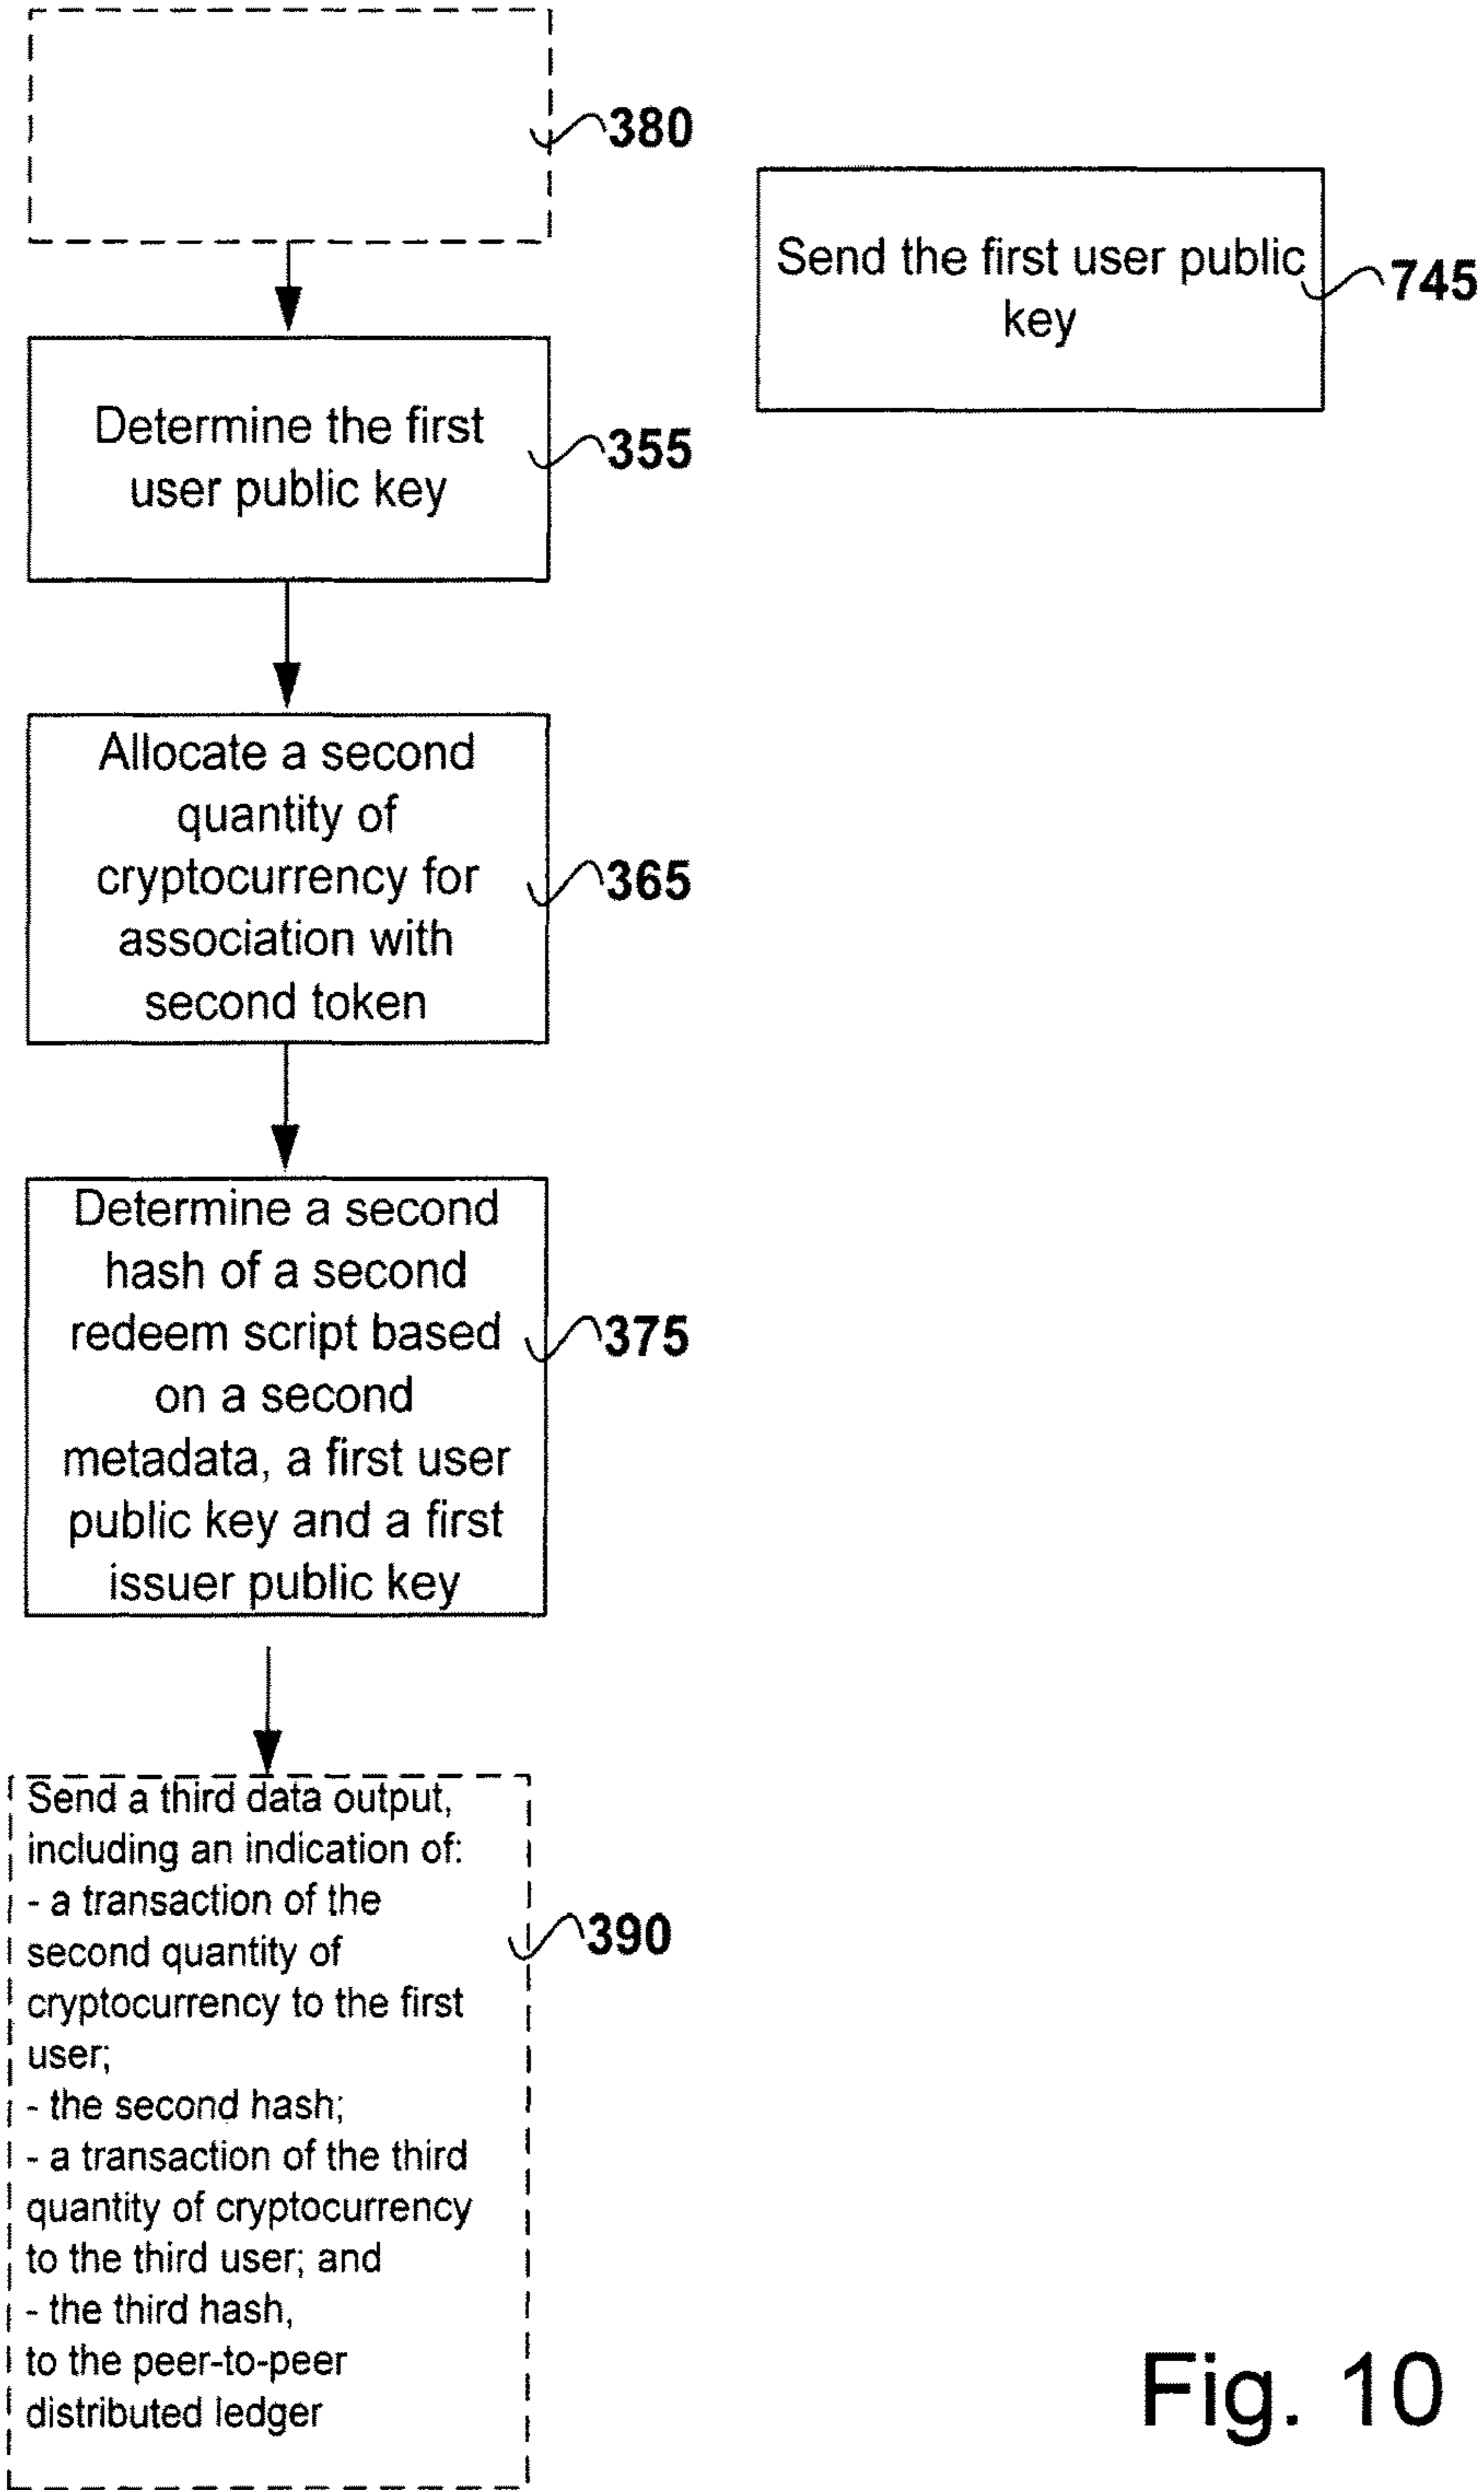 380
Send the first user public
key
745
Determine the first
user public key
355
Allocate a second
quantity of
cryptocurrency for
association with
second token
365
Determine a second
hash of a second
redeem script based
on a second
metadata, a first user
public key and a first
issuer public key
375
Send a third data output,
including an indication of:
- a transaction of the
second quantity of
cryptocurrency to the first
user;
- the second hash;
- a transaction of the third
quantity of cryptocurrency
to the third user; and
- the third hash,
to the peer-to-peer
distributed ledger
390
Fig. 10